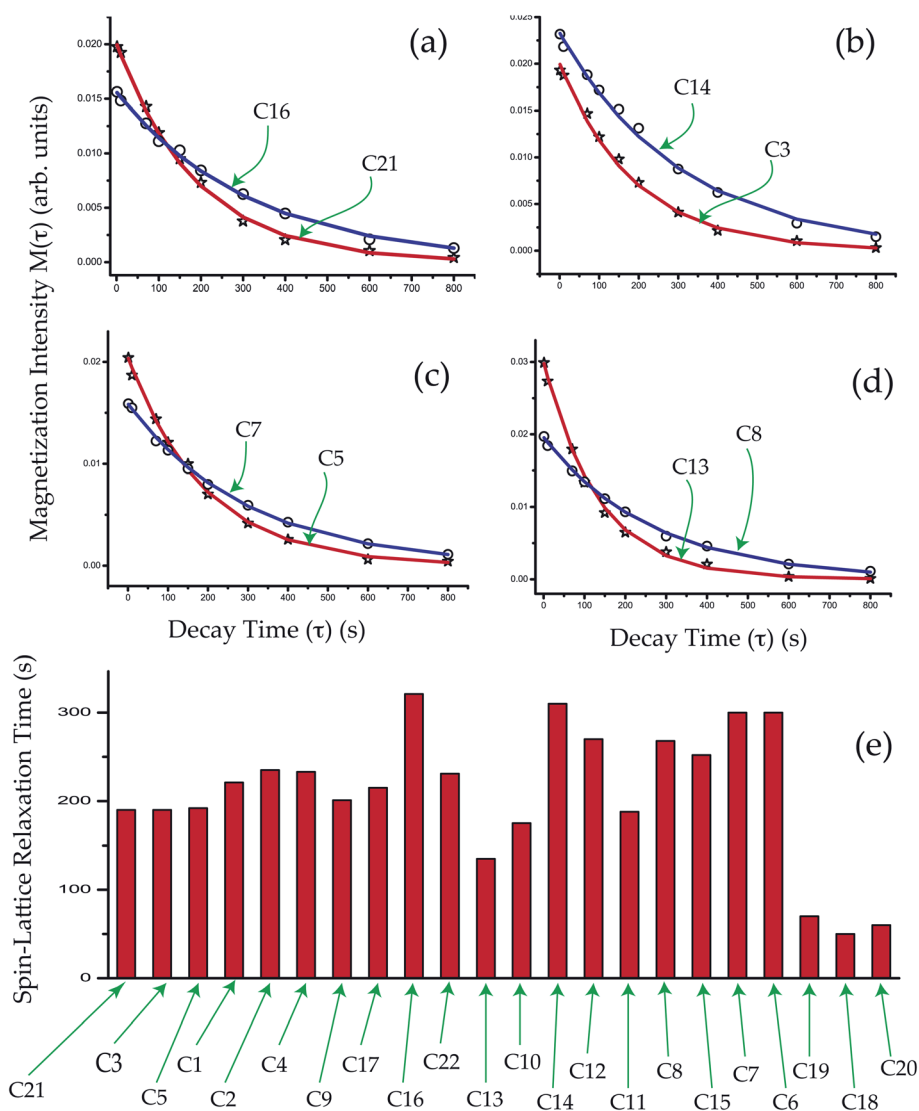 (a)
0.020
0.015
0.010
0.005
0.000
C16
C21
0 100 200 300 400 500 600 700 800
(b)
0.025
0.020
0.015
0.010
0.005
0.000
C14
C3
0 100 200 300 400 500 600 700 800
Magnetization Intensity M(τ) (arb. units)
(c)
0.02
0.01
0.00
C7
C5
0 100 200 300 400 500 600 700 800
(d)
0.03
0.02
0.01
0.00
C13
C8
0 100 200 300 400 500 600 700 800
Decay Time (τ) (s)
Decay Time (τ) (s)
Spin-Lattice Relaxation Time (s)
(e)
300
200
100
0
C21
C3
C5
C1
C2
C4
C9
C17
C16
C22
C13
C10
C14
C12
C11
C8
C15
C7
C6
C19
C18
C20